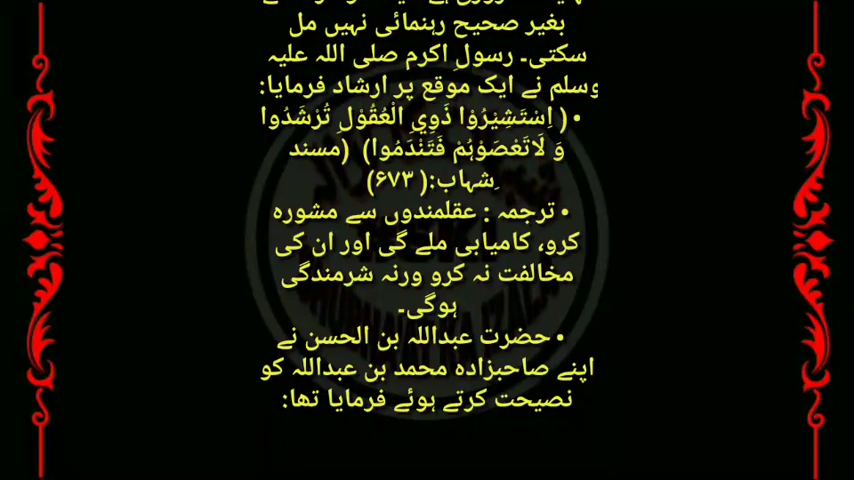 بغیر صحیح رہنمائی نہیں مل
سکتی۔ رسولِ اکرم صلی اللہ علیہ
وسلم نے ایک موقع پر ارشاد فرمایا:
• ( اِسْتَشِیْرُوْا ذَوِيِ الْعُقُوْلِ تُرْشَدُوا
وَ لَاتَعْصَوْہُمْ فَتَنْدَمُوا) (مسند
ِشہاب:( ۶۷۳)
• ترجمہ : عقلمندوں سے مشورہ
کرو، کامیابی ملے گی اور ان کی
مخالفت نہ کرو ورنہ شرمندگی
ہوگی۔
• حضرت عبداللہ بن الحسن نے
اپنے صاحبزادہ محمد بن عبداللہ کو
نصیحت کرتے ہوئے فرمایا تھا: